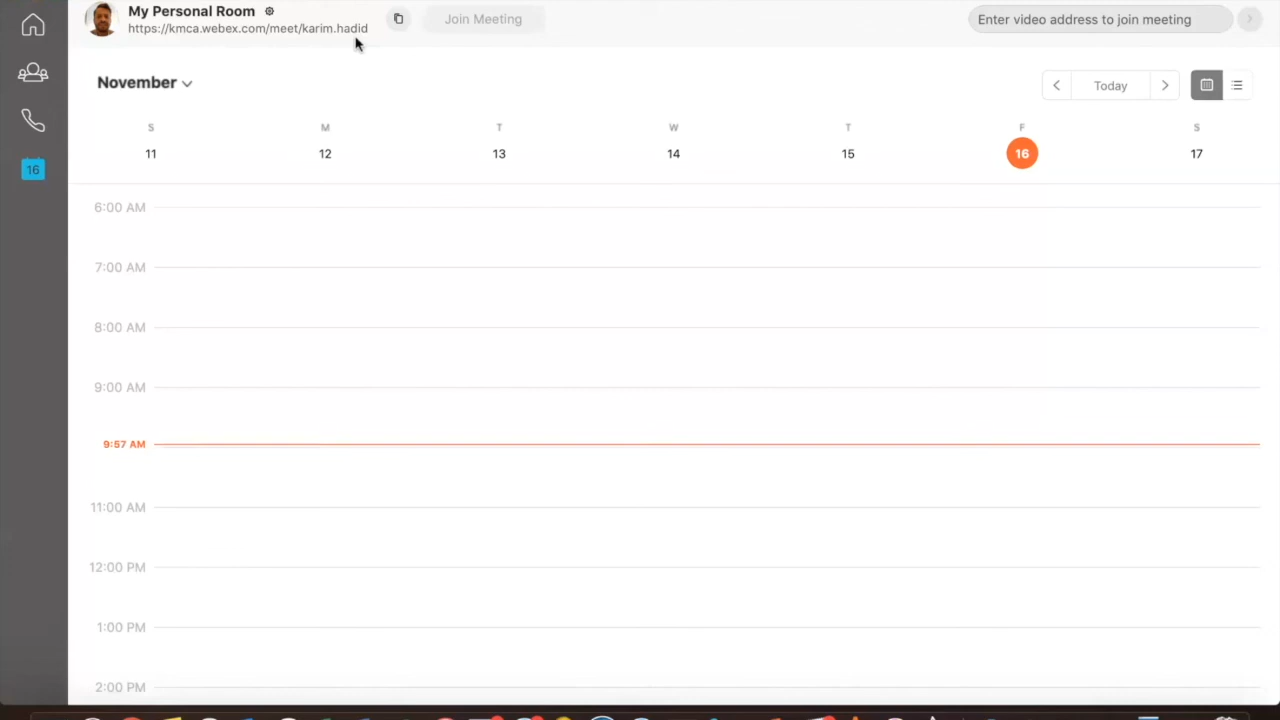 My Personal Room
https://kmca.webex.com/meet/karim.hadid
Join Meeting
Enter video address to join meeting
November
Today
S M T W T F S
11 12 13 14 15 16 17
16
6:00 AM
7:00 AM
8:00 AM
9:00 AM
9:57 AM
11:00 AM
12:00 PM
1:00 PM
2:00 PM